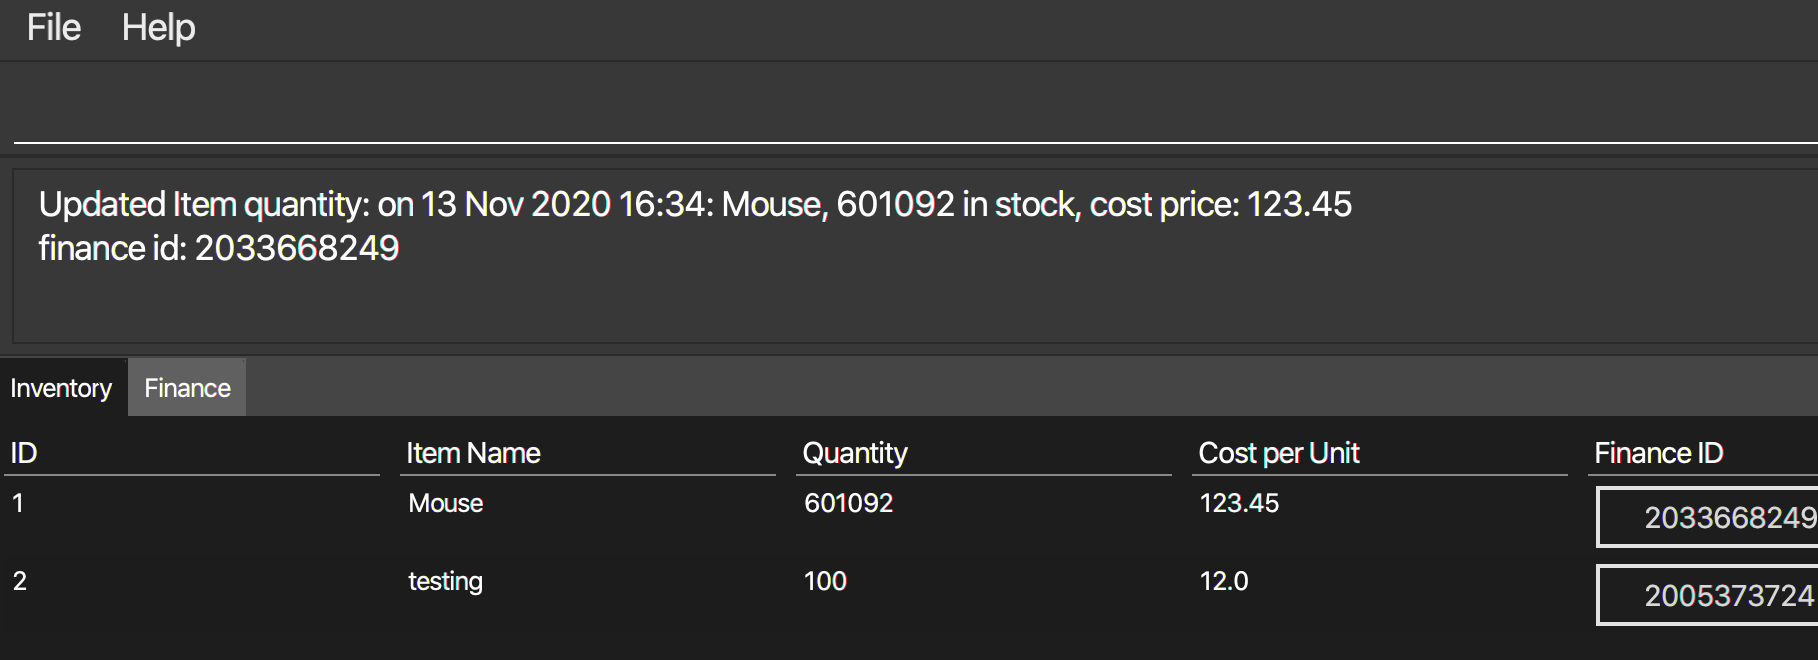 File Help
Updated Item quantity: on 13 Nov 2020 16:34: Mouse, 601092 in stock, cost price: 123.45
finance id: 2033668249
Inventory Finance
ID Item Name Quantity Cost per Unit Finance ID
1 Mouse 601092 123.45 2033668249
2 testing 100 12.0 2005373724